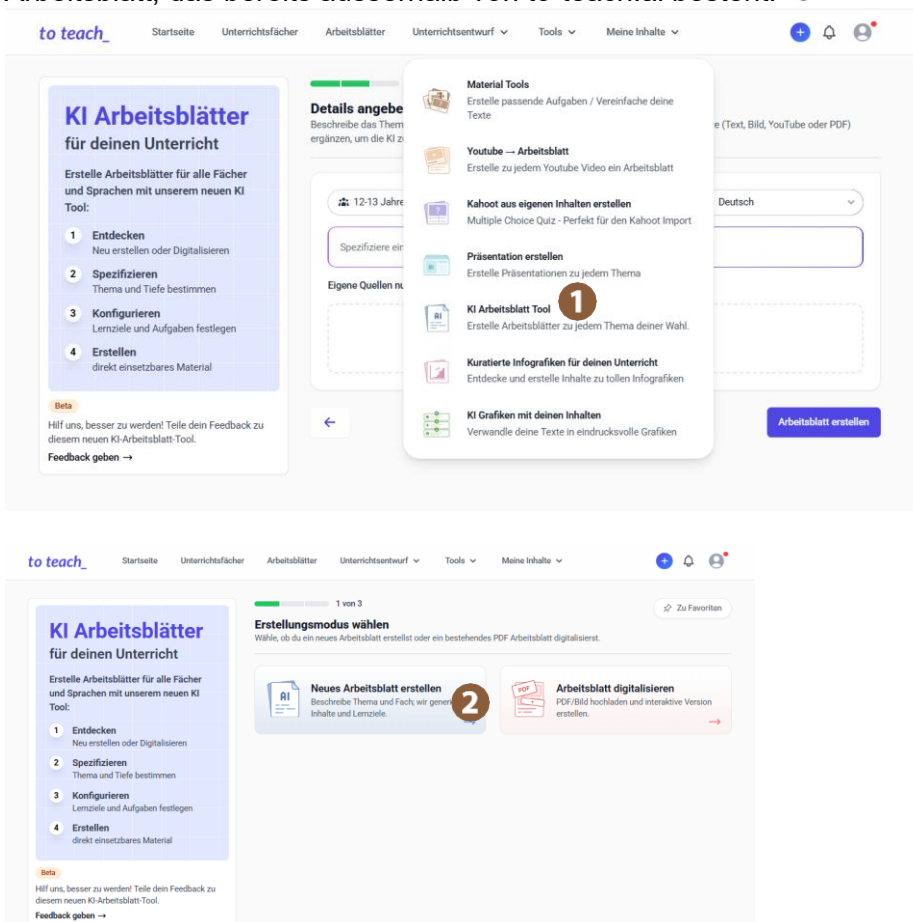 to teach_ Startseite Unterrichtsfächer Arbeitsblätter Unterrichtsentwurf Tools Meine Inhalte
KI Arbeitsblätter
für deinen Unterricht
Erstelle Arbeitsblätter für alle Fächer
und Sprachen mit unserem neuen KI
Tool:
1 Entdecken
Neu erstellen oder Digitalisieren
2 Spezifizieren
Thema und Tiefe bestimmen
3 Konfigurieren
Lernziele und Aufgaben festlegen
4 Erstellen
direkt einsetzbares Material
Beta
Hilf uns, besser zu werden! Teile dein Feedback zu
diesem neuen KI-Arbeitsblatt-Tool.
Feedback geben →
Details angebe
Beschreibe das Them
ergänzen, um die KI z
e (Text, Bild, YouTube oder PDF)
12-13 Jahre
Deutsch
Spezifiziere ein
Eigene Quellen nu
Material Tools
Erstelle passende Aufgaben / Vereinfache deine
Texte
Youtube → Arbeitsblatt
Erstelle zu jedem Youtube Video ein Arbeitsblatt
Kahoot aus eigenen Inhalten erstellen
Multiple Choice Quiz - Perfekt für den Kahoot Import
Präsentation erstellen
Erstelle Präsentationen zu jedem Thema
AI
KI Arbeitsblatt Tool
1
Erstelle Arbeitsblätter zu jedem Thema deiner Wahl.
Kuratierte Infografiken für deinen Unterricht
Entdecke und erstelle Inhalte zu tollen Infografiken
KI Grafiken mit deinen Inhalten
Verwandle deine Texte in eindrucksvolle Grafiken
←
Arbeitsblatt erstellen
to teach_ Startseite Unterrichtsfächer Arbeitsblätter Unterrichtsentwurf Tools Meine Inhalte
KI Arbeitsblätter
für deinen Unterricht
Erstelle Arbeitsblätter für alle Fächer
und Sprachen mit unserem neuen KI
Tool:
1 Entdecken
Neu erstellen oder Digitalisieren
2 Spezifizieren
Thema und Tiefe bestimmen
3 Konfigurieren
Lernziele und Aufgaben festlegen
4 Erstellen
direkt einsetzbares Material
Beta
Hilf uns, besser zu werden! Teile dein Feedback zu
diesem neuen KI-Arbeitsblatt-Tool.
Feedback geben →
1 von 3
Zu Favoriten
Erstellungsmodus wählen
Wähle, ob du ein neues Arbeitsblatt erstellst oder ein bestehendes PDF Arbeitsblatt digitalisierst.
AI
Neues Arbeitsblatt erstellen
Beschreibe Thema und Fach; wir gener
Inhalte und Lernziele.
2
→
PDF
Arbeitsblatt digitalisieren
PDF/Bild hochladen und interaktive Version
erstellen.
→